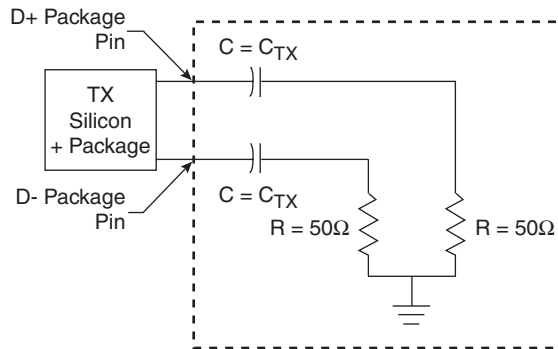 D+ Package
Pin
C = CTX
TX
Silicon
+ Package
D- Package
Pin
C = CTX
R = 50Ω
R = 50Ω